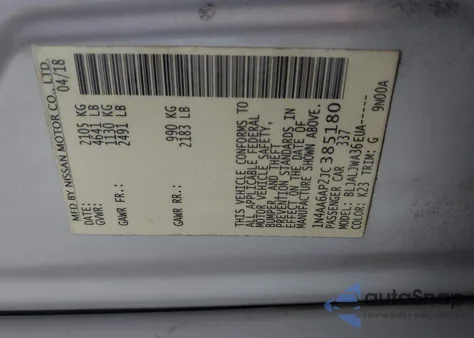 MFD BY NISSAN MOTOR CO., LTD.
DATE: 04/18
GVWR: 2105 KG
4641 LB
GAWR FR: 1130 KG
2491 LB
GAWR RR: 990 KG
2183 LB
THIS VEHICLE CONFORMS TO
ALL APPLICABLE FEDERAL
MOTOR VEHICLE SAFETY,
BUMPER, AND THEFT
PREVENTION STANDARDS IN
EFFECT ON THE DATE OF
MANUFACTURE SHOWN ABOVE.
1N4AA6AP2JC385180
PASSENGER CAR 337
MODEL: BLJALJWA36EUA----
COLOR: K23 TRIM: G
9N00A
autoSnap